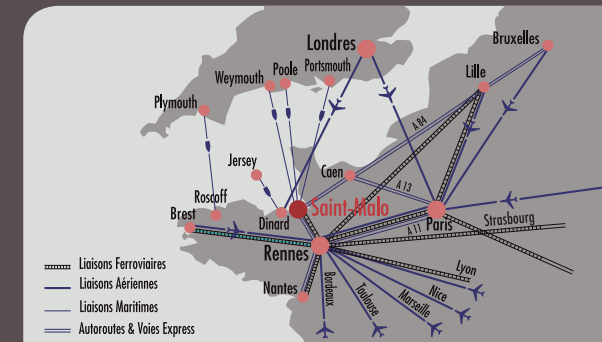 Londres
Bruxelles
Poole
Portsmouth
Weymouth
Lille
Plymouth
A 84
Jersey
Caen
A 13
Roscoff
Brest
Dinard
Saint-Malo
Paris
Strasbourg
A 11
Rennes
Lyon
Liaisons Ferroviaires
Liaisons Aériennes
Liaisons Maritimes
Autoroutes & Voies Express
Nantes
Bordeaux
Toulouse
Marseille
Nice